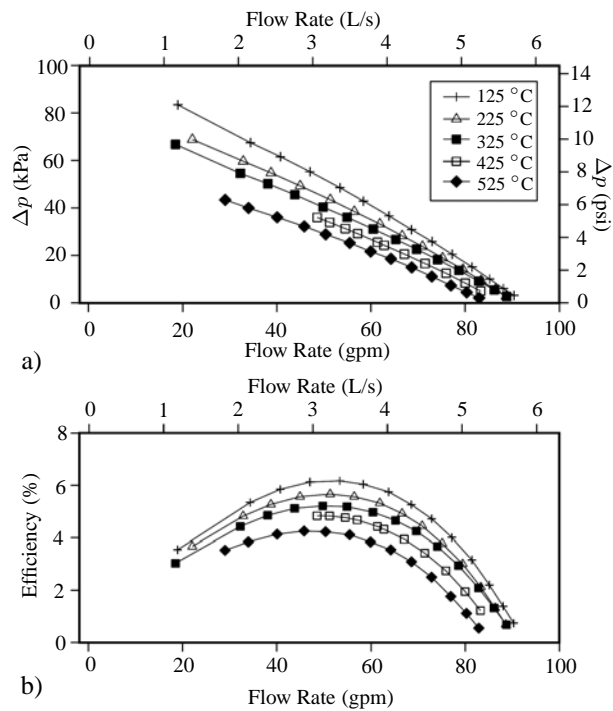 Flow Rate (L/s)
0 1 2 3 4 5 6
100 80 60 40 20 0
Δp (kPa)
14 12 10 8 6 4 2 0
Δp (psi)
125 °C
225 °C
325 °C
425 °C
525 °C
0 20 40 60 80 100
Flow Rate (gpm)
a)
Flow Rate (L/s)
0 1 2 3 4 5 6
8 6 4 2 0
Efficiency (%)
0 20 40 60 80 100
Flow Rate (gpm)
b)